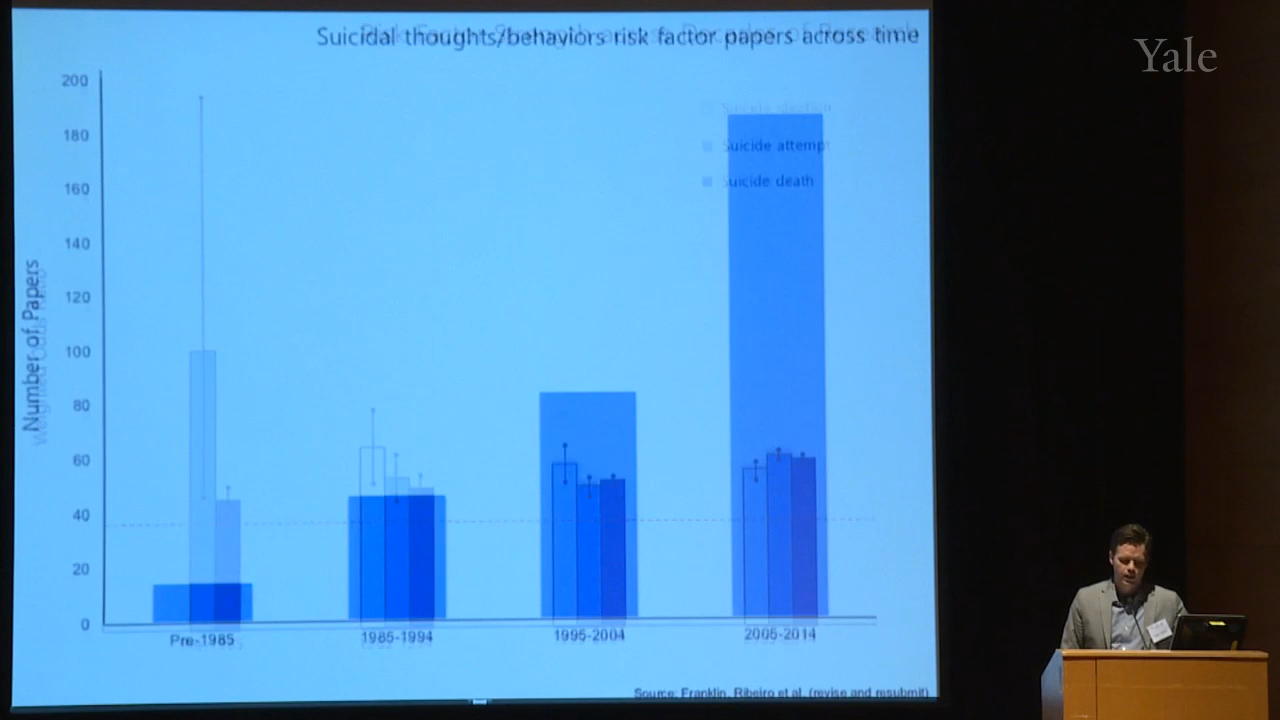 Suicidal thoughts/behaviors risk factor papers across time
Yale
200
180
160
140
120
100
80
60
40
20
0
Number of Papers
Suicide ideation
Suicide attempt
Suicide death
Pre-1985
1985-1994
1995-2004
2005-2014
Source: Franklin, Ribeiro et al. (revise and resubmit)